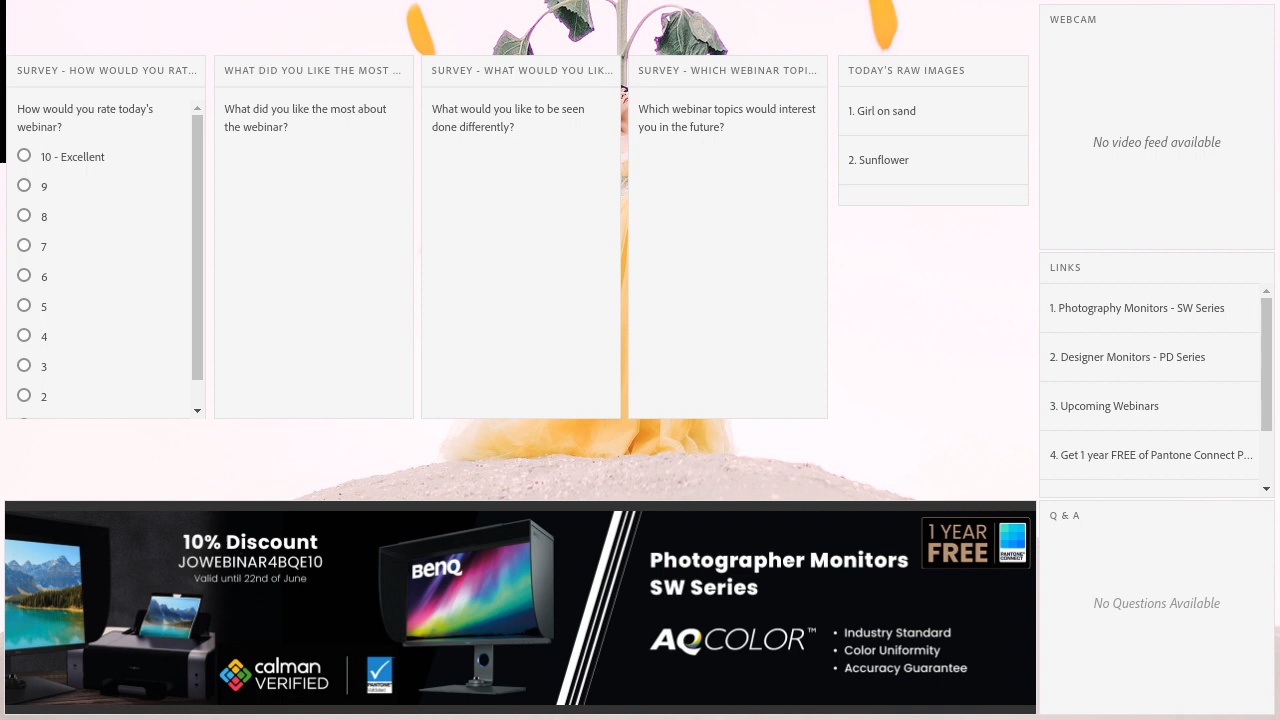 SURVEY - HOW WOULD YOU RAT...
How would you rate today's
webinar?
10 - Excellent
9
8
7
6
5
4
3
2
WHAT DID YOU LIKE THE MOST ...
What did you like the most about
the webinar?
SURVEY - WHAT WOULD YOU LIK...
What would you like to be seen
done differently?
SURVEY - WHICH WEBINAR TOPI...
Which webinar topics would interest
you in the future?
TODAY'S RAW IMAGES
1. Girl on sand
2. Sunflower
WEBCAM
No video feed available
LINKS
1. Photography Monitors - SW Series
2. Designer Monitors - PD Series
3. Upcoming Webinars
4. Get 1 year FREE of Pantone Connect P...
Q & A
No Questions Available
10% Discount
JOWEBINAR4BQE10
Valid until 22nd of June
calman
VERIFIED
BenQ
Photographer Monitors
SW Series
AQCOLOR™
• Industry Standard
• Color Uniformity
• Accuracy Guarantee
1 YEAR
FREE
PANTONE
CONNECT